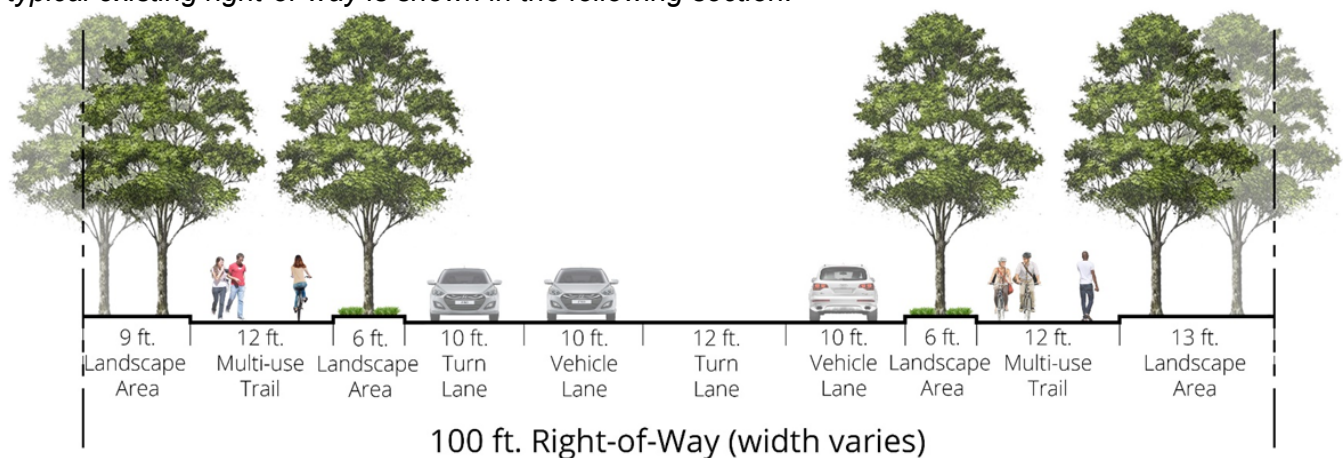 typical existing right-of-way is shown in the following section:
9 ft. 12 ft. 6 ft. 10 ft. 10 ft. 12 ft. 10 ft. 6 ft. 12 ft. 13 ft.
Landscape Multi-use Landscape Turn Vehicle Turn Vehicle Landscape Multi-use Landscape
Area Trail Area Lane Lane Lane Lane Area Trail Area
100 ft. Right-of-Way (width varies)